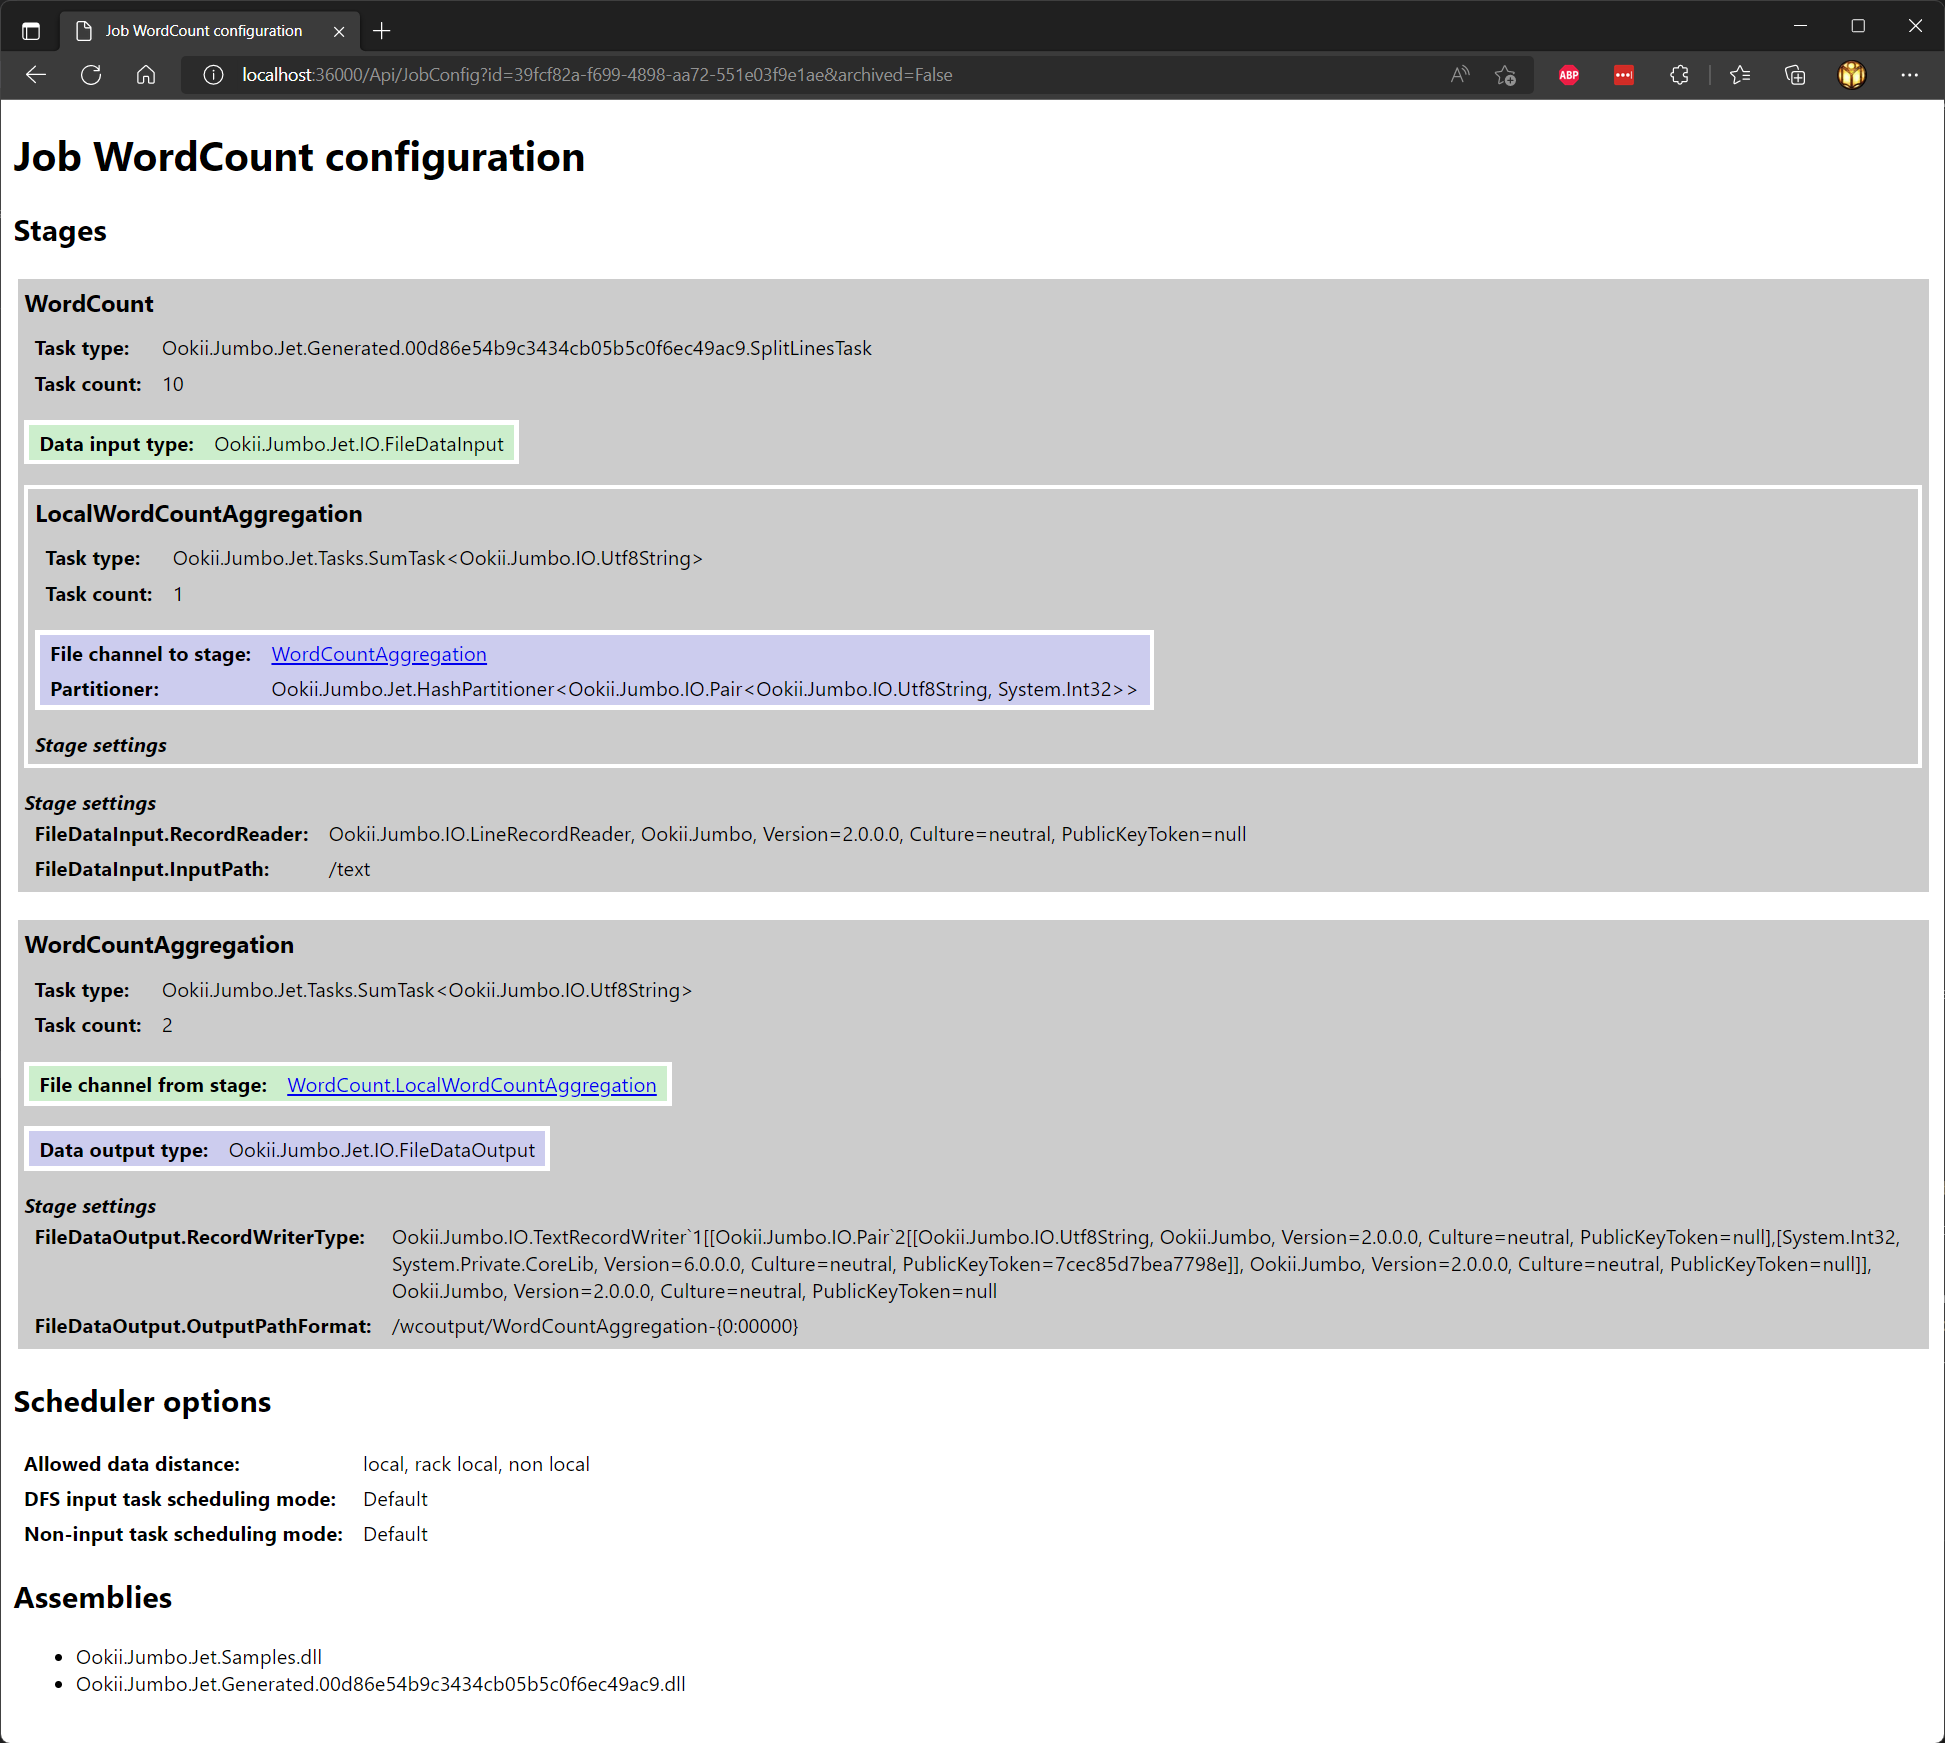 Job WordCount configuration
localhost:36000/Api/JobConfig?id=39fcf82a-f699-4898-aa72-551e03f9e1ae&archived=False
ABP
Job WordCount configuration
Stages
WordCount
Task type: Ookii.Jumbo.Jet.Generated.00d86e54b9c3434cb05b5c0f6ec49ac9.SplitLinesTask
Task count: 10
Data input type: Ookii.Jumbo.Jet.IO.FileDataInput
LocalWordCountAggregation
Task type: Ookii.Jumbo.Jet.Tasks.SumTask<Ookii.Jumbo.IO.Utf8String>
Task count: 1
File channel to stage: WordCountAggregation
Partitioner: Ookii.Jumbo.Jet.HashPartitioner<Ookii.Jumbo.IO.Pair<Ookii.Jumbo.IO.Utf8String, System.Int32>>
Stage settings
Stage settings
FileDataInput.RecordReader: Ookii.Jumbo.IO.LineRecordReader, Ookii.Jumbo, Version=2.0.0.0, Culture=neutral, PublicKeyToken=null
FileDataInput.InputPath: /text
WordCountAggregation
Task type: Ookii.Jumbo.Jet.Tasks.SumTask<Ookii.Jumbo.IO.Utf8String>
Task count: 2
File channel from stage: WordCount.LocalWordCountAggregation
Data output type: Ookii.Jumbo.Jet.IO.FileDataOutput
Stage settings
FileDataOutput.RecordWriterType: Ookii.Jumbo.IO.TextRecordWriter`1[[Ookii.Jumbo.IO.Pair`2[[Ookii.Jumbo.IO.Utf8String, Ookii.Jumbo, Version=2.0.0.0, Culture=neutral, PublicKeyToken=null],[System.Int32,
System.Private.CoreLib, Version=6.0.0.0, Culture=neutral, PublicKeyToken=7cec85d7bea7798e]], Ookii.Jumbo, Version=2.0.0.0, Culture=neutral, PublicKeyToken=null]],
Ookii.Jumbo, Version=2.0.0.0, Culture=neutral, PublicKeyToken=null
FileDataOutput.OutputPathFormat: /wcoutput/WordCountAggregation-{0:00000}
Scheduler options
Allowed data distance: local, rack local, non local
DFS input task scheduling mode: Default
Non-input task scheduling mode: Default
Assemblies
• Ookii.Jumbo.Jet.Samples.dll
• Ookii.Jumbo.Jet.Generated.00d86e54b9c3434cb05b5c0f6ec49ac9.dll